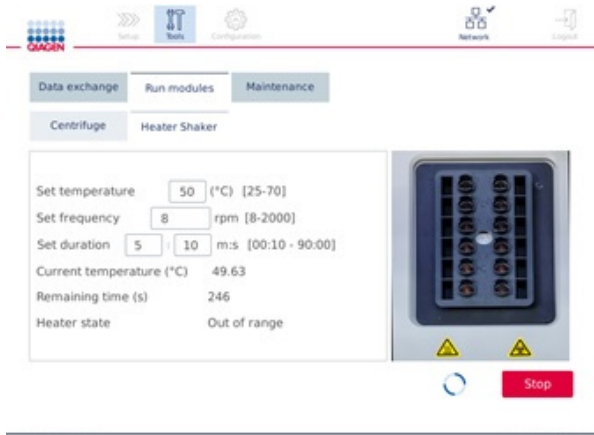 QIAGEN
Setup
Tools
Configuration
Network
Logout
Data exchange
Run modules
Maintenance
Centrifuge
Heater Shaker
Set temperature 50 (°C) [25-70]
Set frequency 8 rpm [8-2000]
Set duration 5 : 10 m:s [00:10 - 90:00]
Current temperature (°C) 49.63
Remaining time (s) 246
Heater state Out of range
Stop